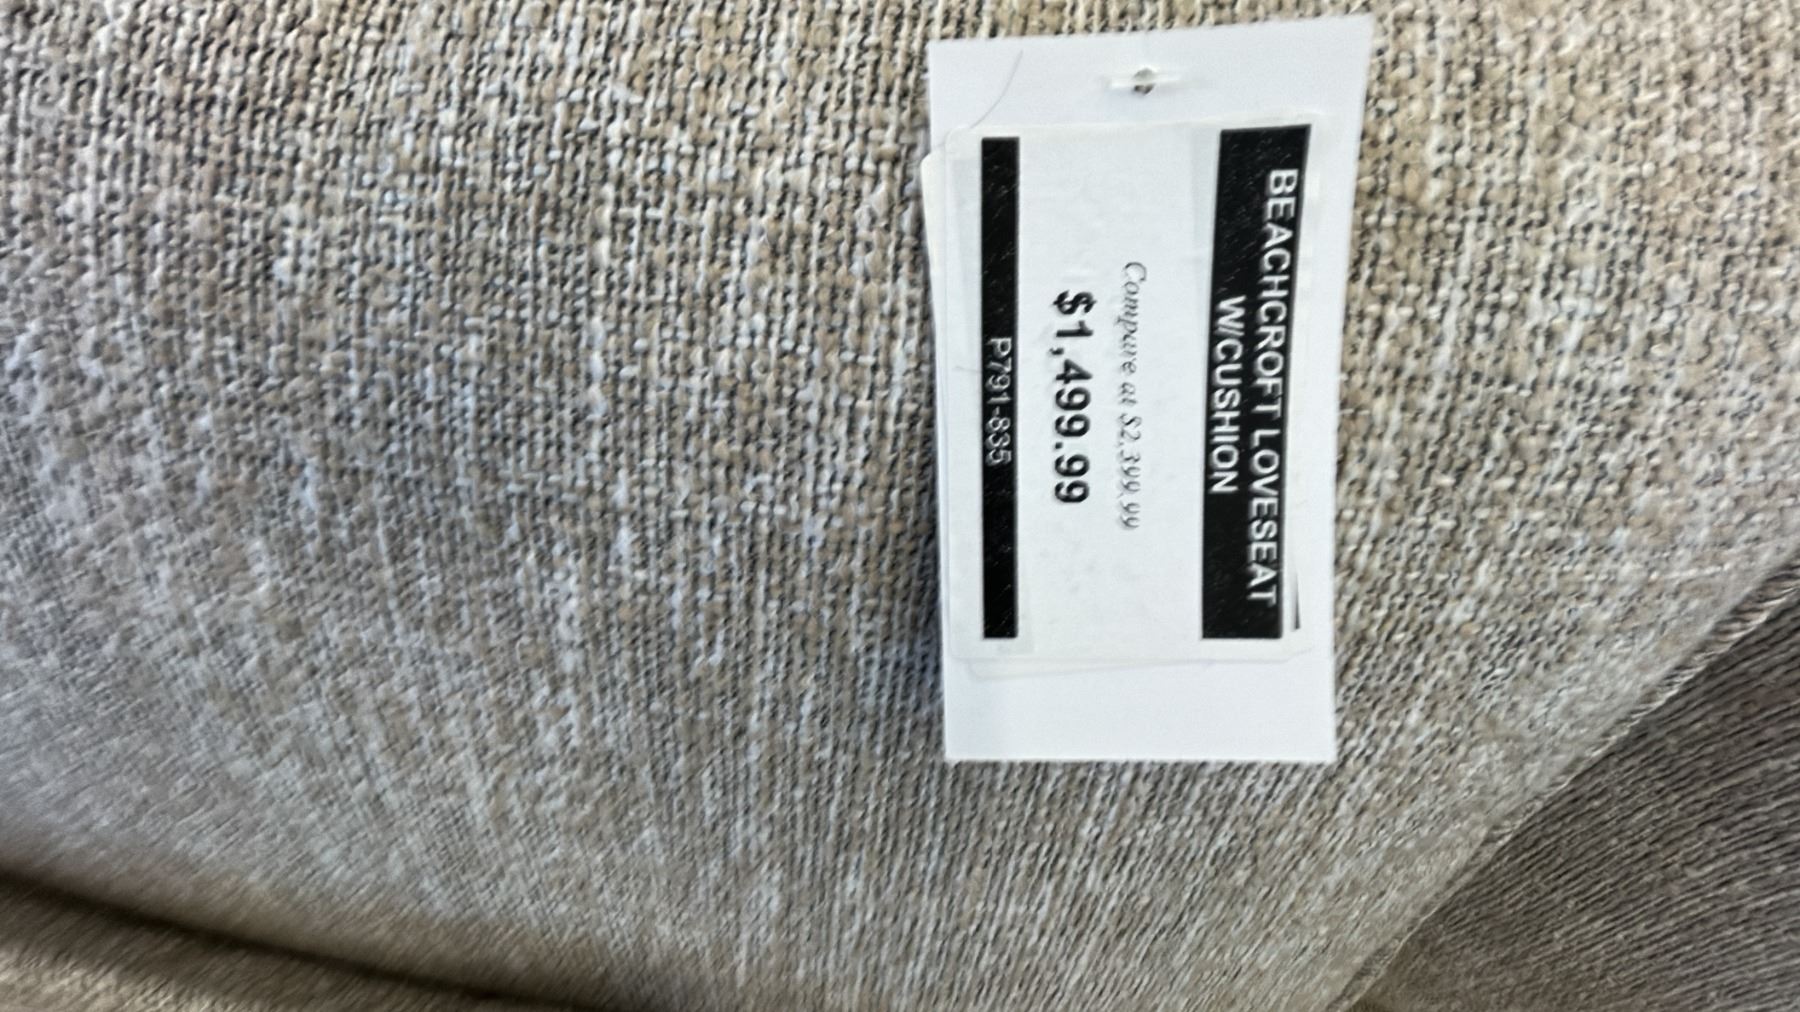 BEACHCROFT LOVESEAT
W/CUSHION
Compare at $2,399.99
$1,499.99
P791-835